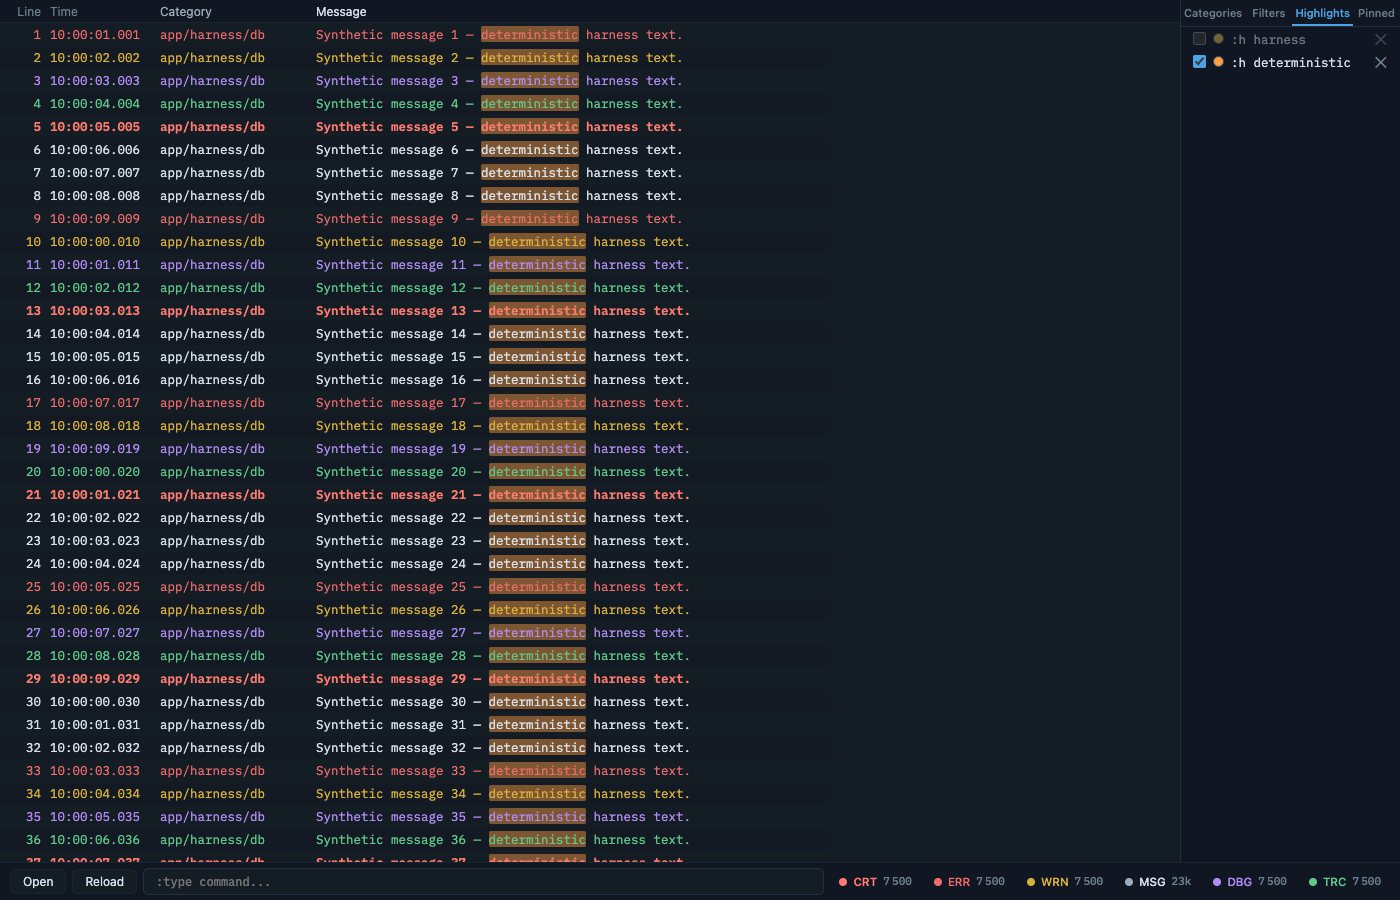 Line Time Category Message
1 10:00:01.001 app/harness/db Synthetic message 1 — deterministic harness text.
2 10:00:02.002 app/harness/db Synthetic message 2 — deterministic harness text.
3 10:00:03.003 app/harness/db Synthetic message 3 — deterministic harness text.
4 10:00:04.004 app/harness/db Synthetic message 4 — deterministic harness text.
5 10:00:05.005 app/harness/db Synthetic message 5 — deterministic harness text.
6 10:00:06.006 app/harness/db Synthetic message 6 — deterministic harness text.
7 10:00:07.007 app/harness/db Synthetic message 7 — deterministic harness text.
8 10:00:08.008 app/harness/db Synthetic message 8 — deterministic harness text.
9 10:00:09.009 app/harness/db Synthetic message 9 — deterministic harness text.
10 10:00:00.010 app/harness/db Synthetic message 10 — deterministic harness text.
11 10:00:01.011 app/harness/db Synthetic message 11 — deterministic harness text.
12 10:00:02.012 app/harness/db Synthetic message 12 — deterministic harness text.
13 10:00:03.013 app/harness/db Synthetic message 13 — deterministic harness text.
14 10:00:04.014 app/harness/db Synthetic message 14 — deterministic harness text.
15 10:00:05.015 app/harness/db Synthetic message 15 — deterministic harness text.
16 10:00:06.016 app/harness/db Synthetic message 16 — deterministic harness text.
17 10:00:07.017 app/harness/db Synthetic message 17 — deterministic harness text.
18 10:00:08.018 app/harness/db Synthetic message 18 — deterministic harness text.
19 10:00:09.019 app/harness/db Synthetic message 19 — deterministic harness text.
20 10:00:00.020 app/harness/db Synthetic message 20 — deterministic harness text.
21 10:00:01.021 app/harness/db Synthetic message 21 — deterministic harness text.
22 10:00:02.022 app/harness/db Synthetic message 22 — deterministic harness text.
23 10:00:03.023 app/harness/db Synthetic message 23 — deterministic harness text.
24 10:00:04.024 app/harness/db Synthetic message 24 — deterministic harness text.
25 10:00:05.025 app/harness/db Synthetic message 25 — deterministic harness text.
26 10:00:06.026 app/harness/db Synthetic message 26 — deterministic harness text.
27 10:00:07.027 app/harness/db Synthetic message 27 — deterministic harness text.
28 10:00:08.028 app/harness/db Synthetic message 28 — deterministic harness text.
29 10:00:09.029 app/harness/db Synthetic message 29 — deterministic harness text.
30 10:00:00.030 app/harness/db Synthetic message 30 — deterministic harness text.
31 10:00:01.031 app/harness/db Synthetic message 31 — deterministic harness text.
32 10:00:02.032 app/harness/db Synthetic message 32 — deterministic harness text.
33 10:00:03.033 app/harness/db Synthetic message 33 — deterministic harness text.
34 10:00:04.034 app/harness/db Synthetic message 34 — deterministic harness text.
35 10:00:05.035 app/harness/db Synthetic message 35 — deterministic harness text.
36 10:00:06.036 app/harness/db Synthetic message 36 — deterministic harness text.
37 10:00:07.037 app/harness/db Synthetic message 37 — deterministic harness text.
Categories Filters Highlights Pinned
:h harness
:h deterministic
Open Reload :type command... CRT 7 500 ERR 7 500 WRN 7 500 MSG 23k DBG 7 500 TRC 7 500